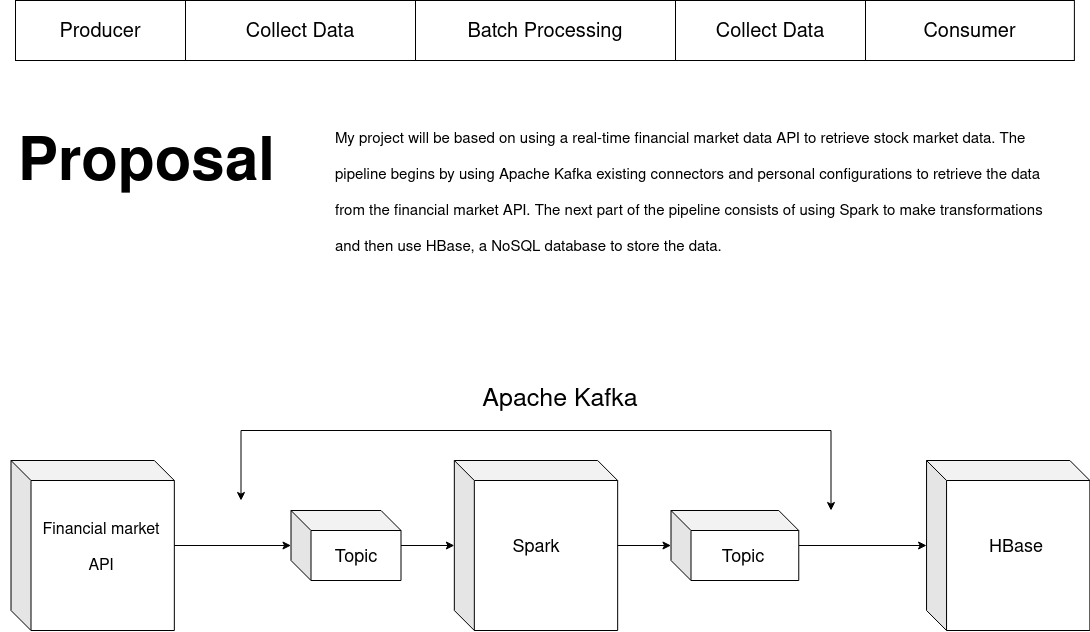 Producer
Collect Data
Batch Processing
Collect Data
Consumer
Proposal
My project will be based on using a real-time financial market data API to retrieve stock market data. The
pipeline begins by using Apache Kafka existing connectors and personal configurations to retrieve the data
from the financial market API. The next part of the pipeline consists of using Spark to make transformations
and then use HBase, a NoSQL database to store the data.
Apache Kafka
Financial market
API
Topic
Spark
Topic
HBase